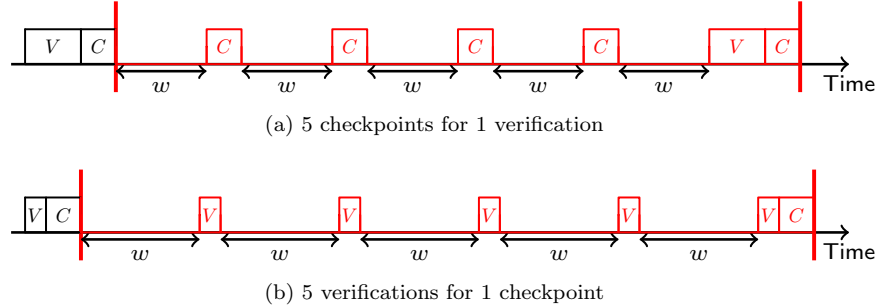 V C C C C C V C
w w w w w Time
(a) 5 checkpoints for 1 verification
V C V V V V V C
w w w w w Time
(b) 5 verifications for 1 checkpoint